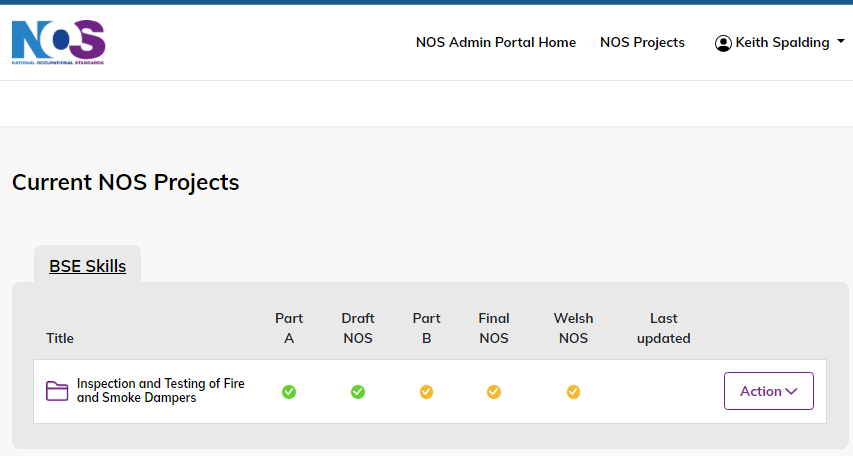 NOS
NATIONAL OCCUPATIONAL STANDARDS
NOS Admin Portal Home NOS Projects Keith Spalding
Current NOS Projects
BSE Skills
Title Part A Draft NOS Part B Final NOS Welsh NOS Last updated
Inspection and Testing of Fire
and Smoke Dampers
Action